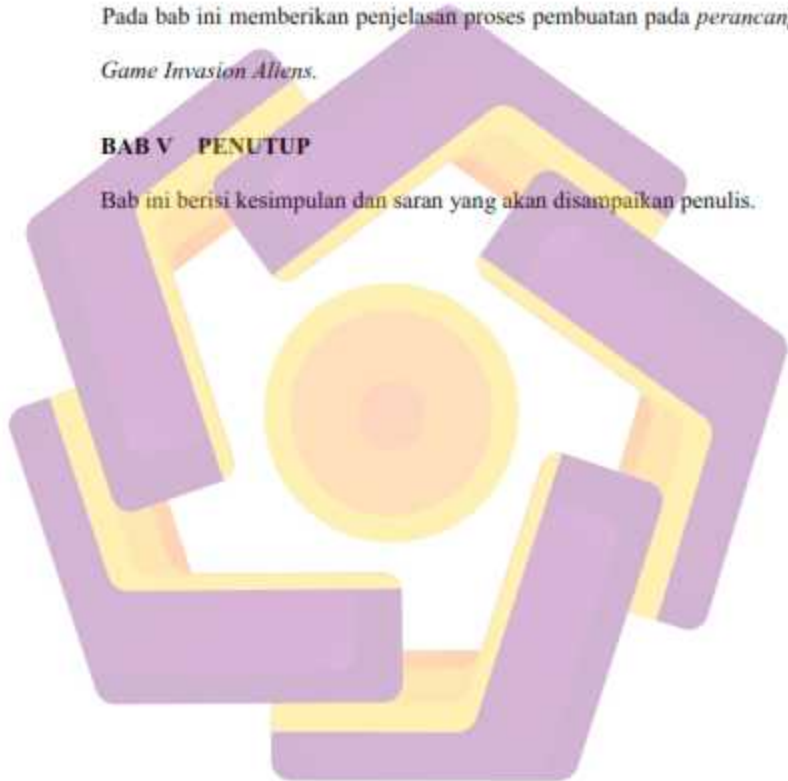 Pada bab ini memberikan penjelasan proses pembuatan pada perancang
Game Invasion Aliens.
BAB V PENUTUP
Bab ini berisi kesimpulan dan saran yang akan disampaikan penulis.